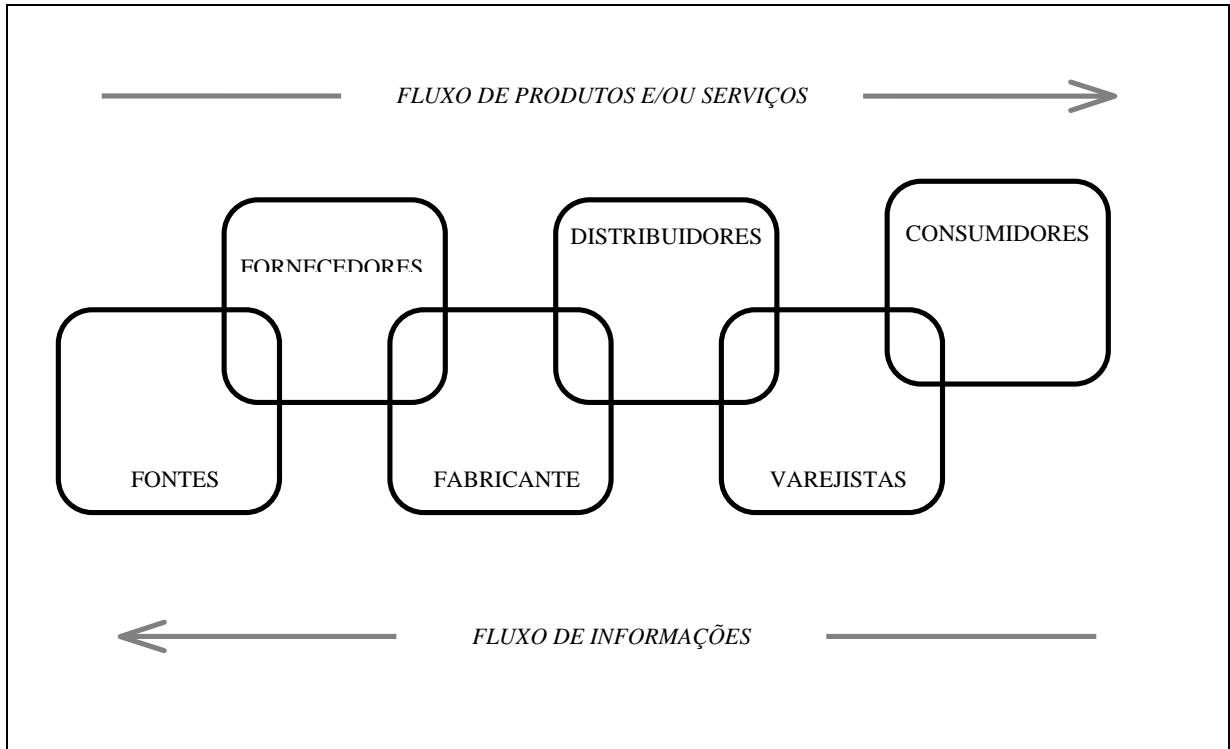 FLUXO DE PRODUTOS E/OU SERVIÇOS
FORNECEDORES
DISTRIBUIDORES
CONSUMIDORES
FONTES
FABRICANTE
VAREJISTAS
FLUXO DE INFORMAÇÕES